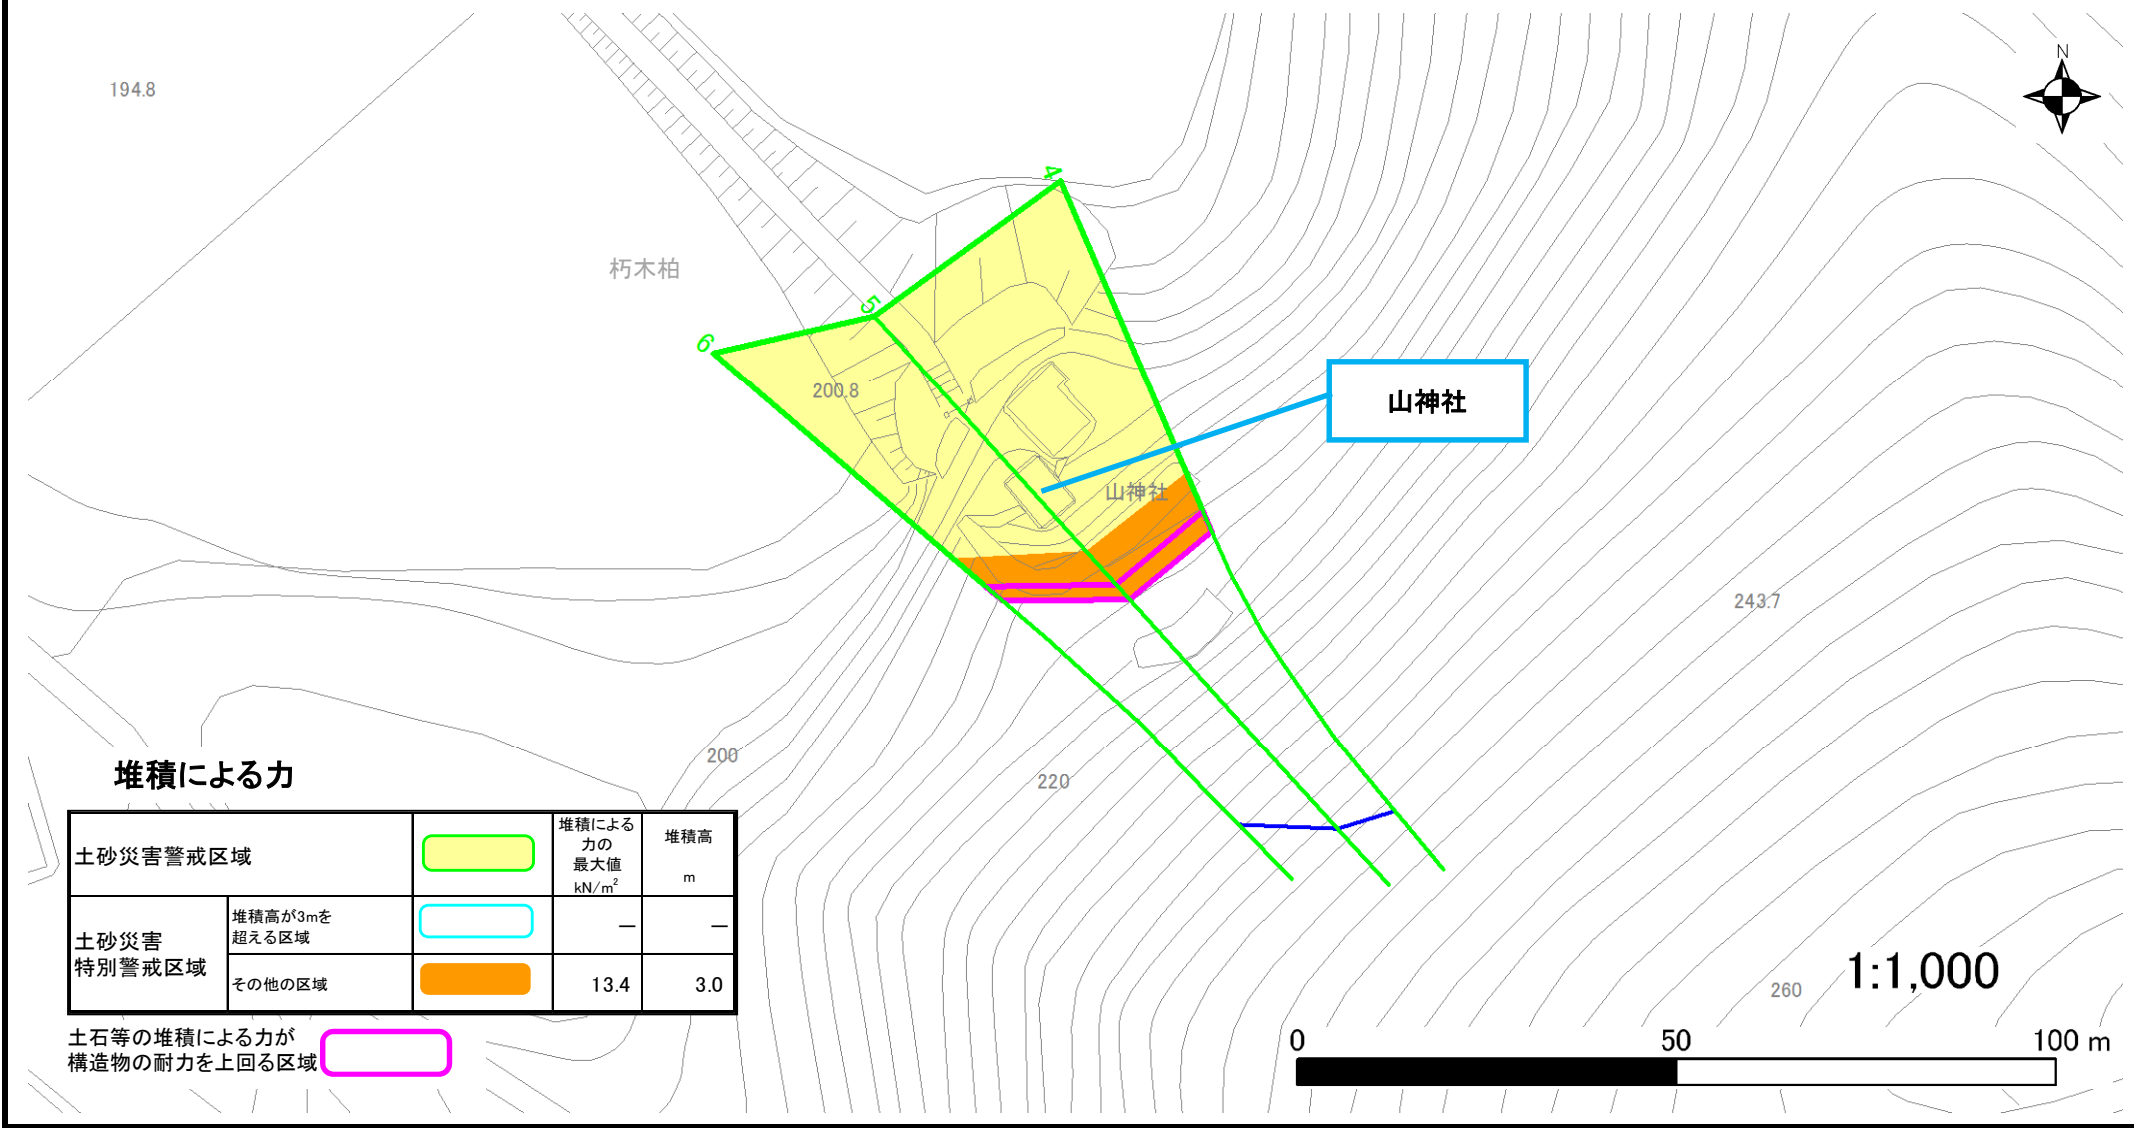 194.8
N
4
朽木柏
5
6
200.8
山神社
山神社
243.7
200
220
堆積による力
土砂災害警戒区域
堆積による
力の
最大値
kN/m²
堆積高
m
土砂災害
特別警戒区域
堆積高が3mを
超える区域
－
－
その他の区域
13.4
3.0
土石等の堆積による力が
構造物の耐力を上回る区域
260
1:1,000
0
50
100 m